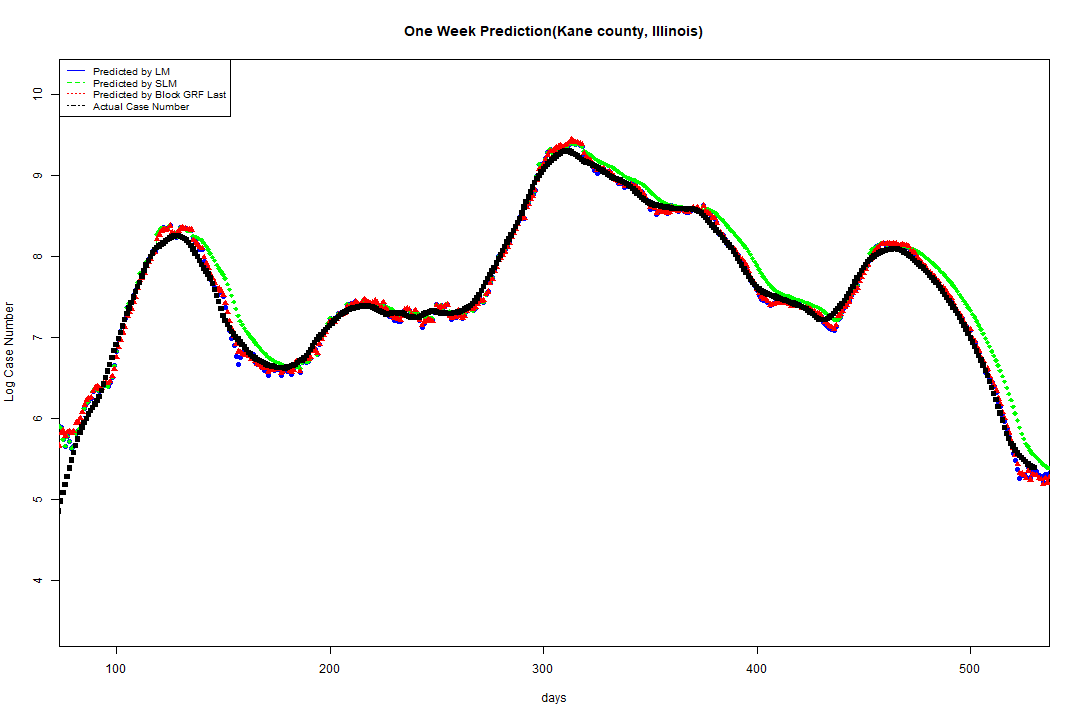 One Week Prediction(Kane county, Illinois)
Predicted by LM
Predicted by SLM
Predicted by Block GRF Last
Actual Case Number
10
9
8
7
6
5
4
Log Case Number
100 200 300 400 500
days